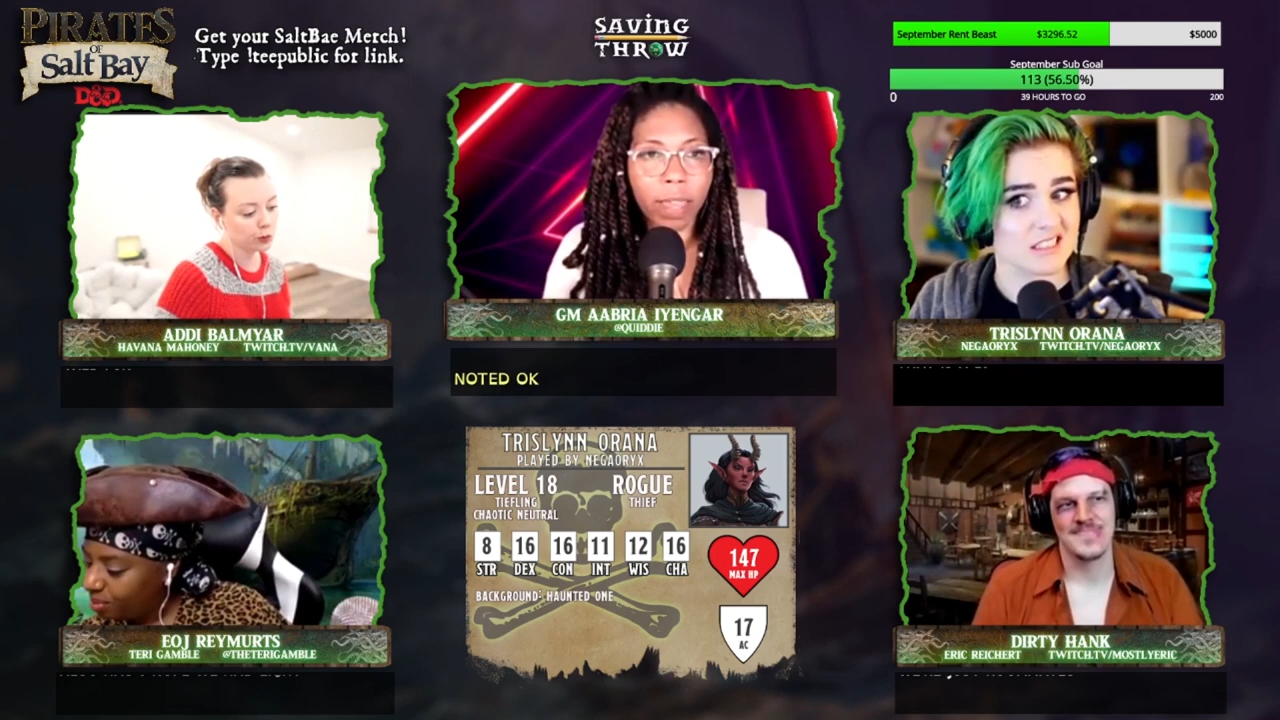 PIRATES
OF
Salt Bay
D&D
Get your SaltBae Merch!
Type !teepublic for link.
SAVING
THROW
September Rent Beast $3296.52 $5000
September Sub Goal
113 (56.50%)
0 39 HOURS TO GO 200
ADDI BALMYAR
HAVANA MAHONEY TWITCH.TV/VANA
GM AABRIA IYENGAR
@QUIDDIE
TRISLYNN ORANA
NEGAORYX TWITCH.TV/NEGAORYX
NOTED OK
TRISLYNN ORANA
PLAYED BY NEGAORYX
LEVEL 18 ROGUE
TIEFLING THIEF
CHAOTIC NEUTRAL
8 16 16 11 12 16
STR DEX CON INT WIS CHA
147
MAX HP
BACKGROUND: HAUNTED ONE
17
AC
EOJ REYMURTS
TERI GAMBLE @THETERIGAMBLE
DIRTY HANK
ERIC REICHERT TWITCH.TV/MOSTLYERIC